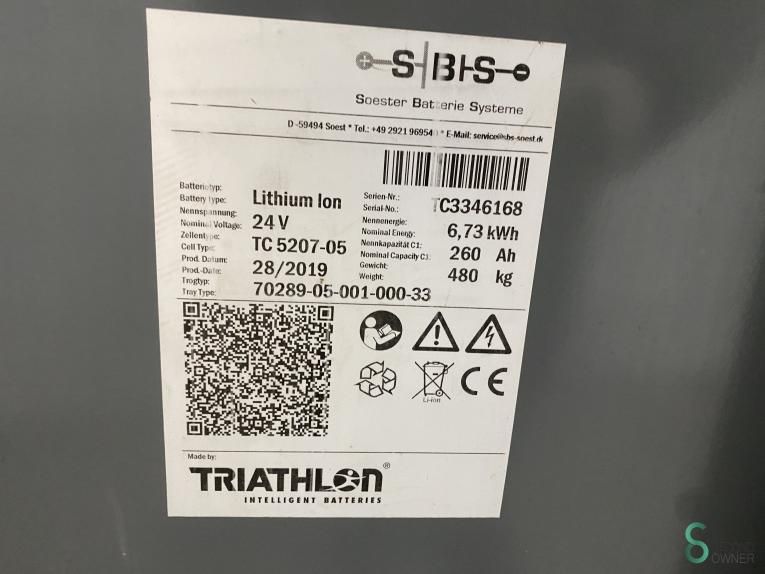 SBS
Soester Batterie Systeme
D -59494 Soest * Tel.: +49 2921 96954 * E-Mail: service@sbs-soest.de
Batterietyp:
Battery Type: Lithium Ion
Nennspannung:
Nominal Voltage: 24 V
Zellentyp:
Cell Type: TC 5207-05
Prod. Datum:
Prod.-Date: 28/2019
Trogtyp:
Tray Type: 70289-05-001-000-33
Serien-Nr.:
Serial-No.: TC3346168
Nennenergie:
Nominal Energy: 6,73 kWh
Nennkapazität C1:
Nominal Capacity C1: 260 Ah
Gewicht:
Weight: 480 kg
Li-Ion
CE
Made by:
TRIATHLON®
INTELLIGENT BATTERIES
OWNER